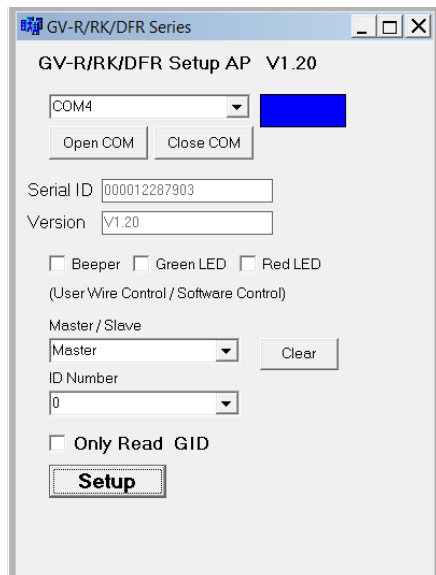 GV-R/RK/DFR Series
GV-R/RK/DFR Setup AP V1.20
COM4
Open COM Close COM
Serial ID 000012287903
Version V1.20
Beeper Green LED Red LED
(User Wire Control / Software Control)
Master / Slave
Master Clear
ID Number
0
Only Read GID
Setup